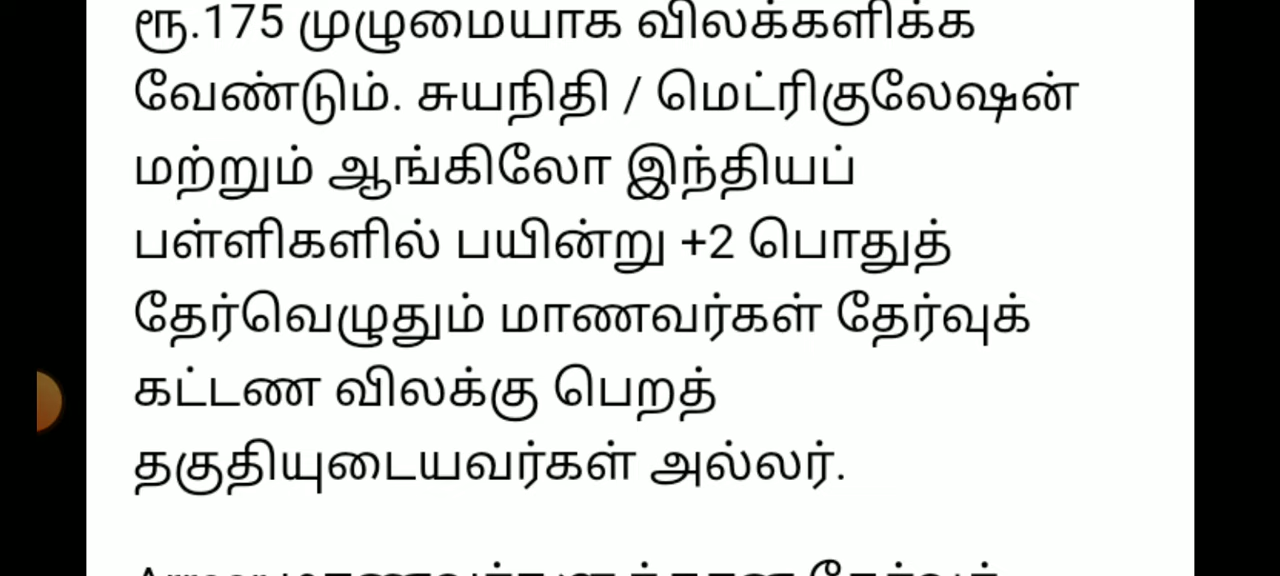 ரூ.175 முழுமையாக விலக்களிக்க
வேண்டும். சுயநிதி / மெட்ரிகுலேஷன்
மற்றும் ஆங்கிலோ இந்தியப்
பள்ளிகளில் பயின்று +2 பொதுத்
தேர்வெழுதும் மாணவர்கள் தேர்வுக்
கட்டண விலக்கு பெறத்
தகுதியுடையவர்கள் அல்லர்.